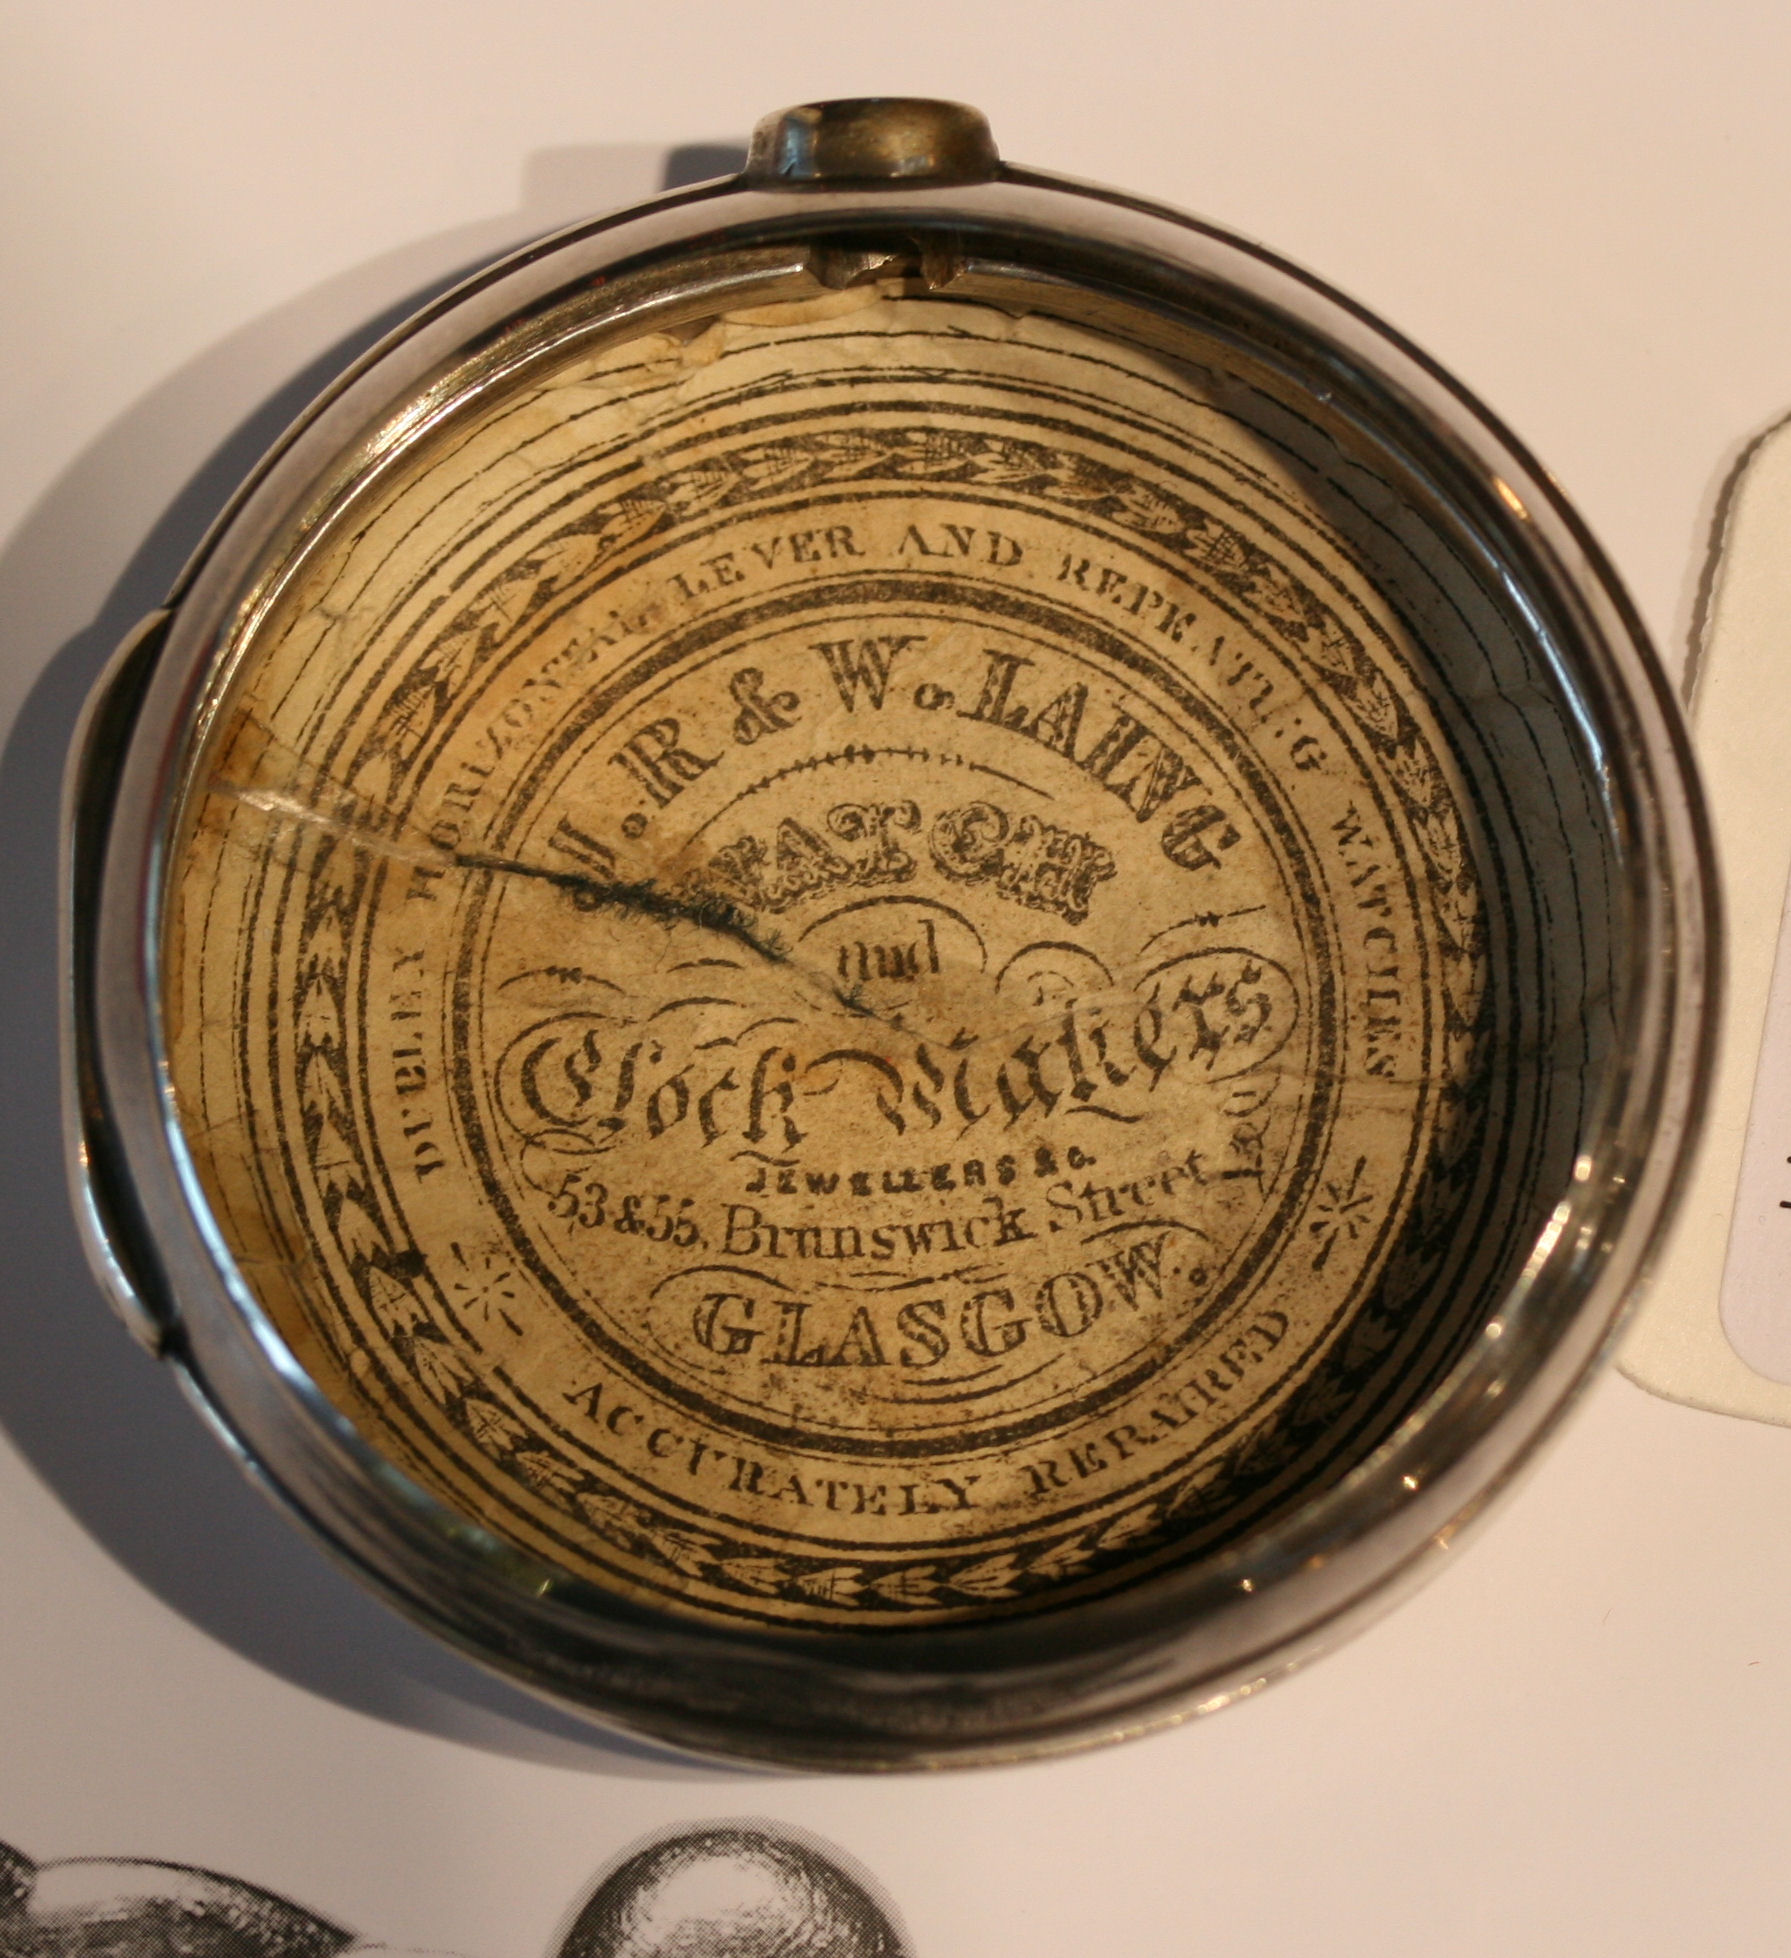 DUPLEX HORIZONTAL LEVER AND REPEATING WATCHES
J. R & W. LAING
WATCH
and
Clock Makers
JEWELLERS &c.
53 & 55, Brunswick Street
GLASGOW.
ACCURATELY REPAIRED